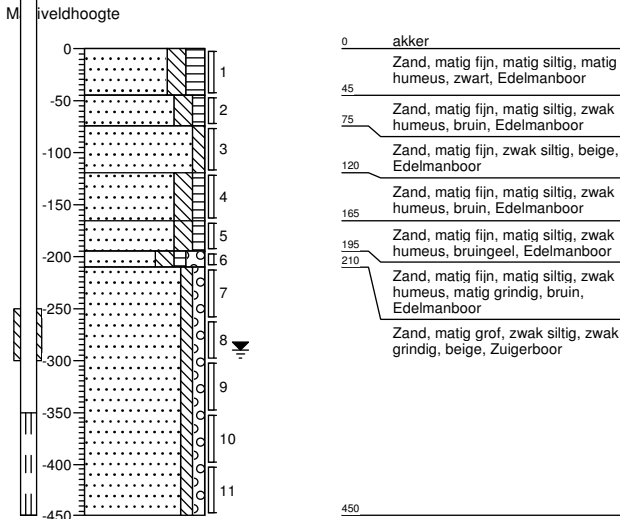 M iveldhoogte
0
-50
-100
-150
-200
-250
-300
-350
-400
-450
1
2
3
4
5
6
7
8
9
10
11
0 akker
Zand, matig fijn, matig siltig, matig
humeus, zwart, Edelmanboor
45
Zand, matig fijn, matig siltig, zwak
humeus, bruin, Edelmanboor
75
Zand, matig fijn, zwak siltig, beige,
Edelmanboor
120
Zand, matig fijn, matig siltig, zwak
humeus, bruin, Edelmanboor
165
Zand, matig fijn, matig siltig, zwak
humeus, bruingeel, Edelmanboor
195
210
Zand, matig fijn, matig siltig, zwak
humeus, matig grindig, bruin,
Edelmanboor
Zand, matig grof, zwak siltig, zwak
grindig, beige, Zuigerboor
450